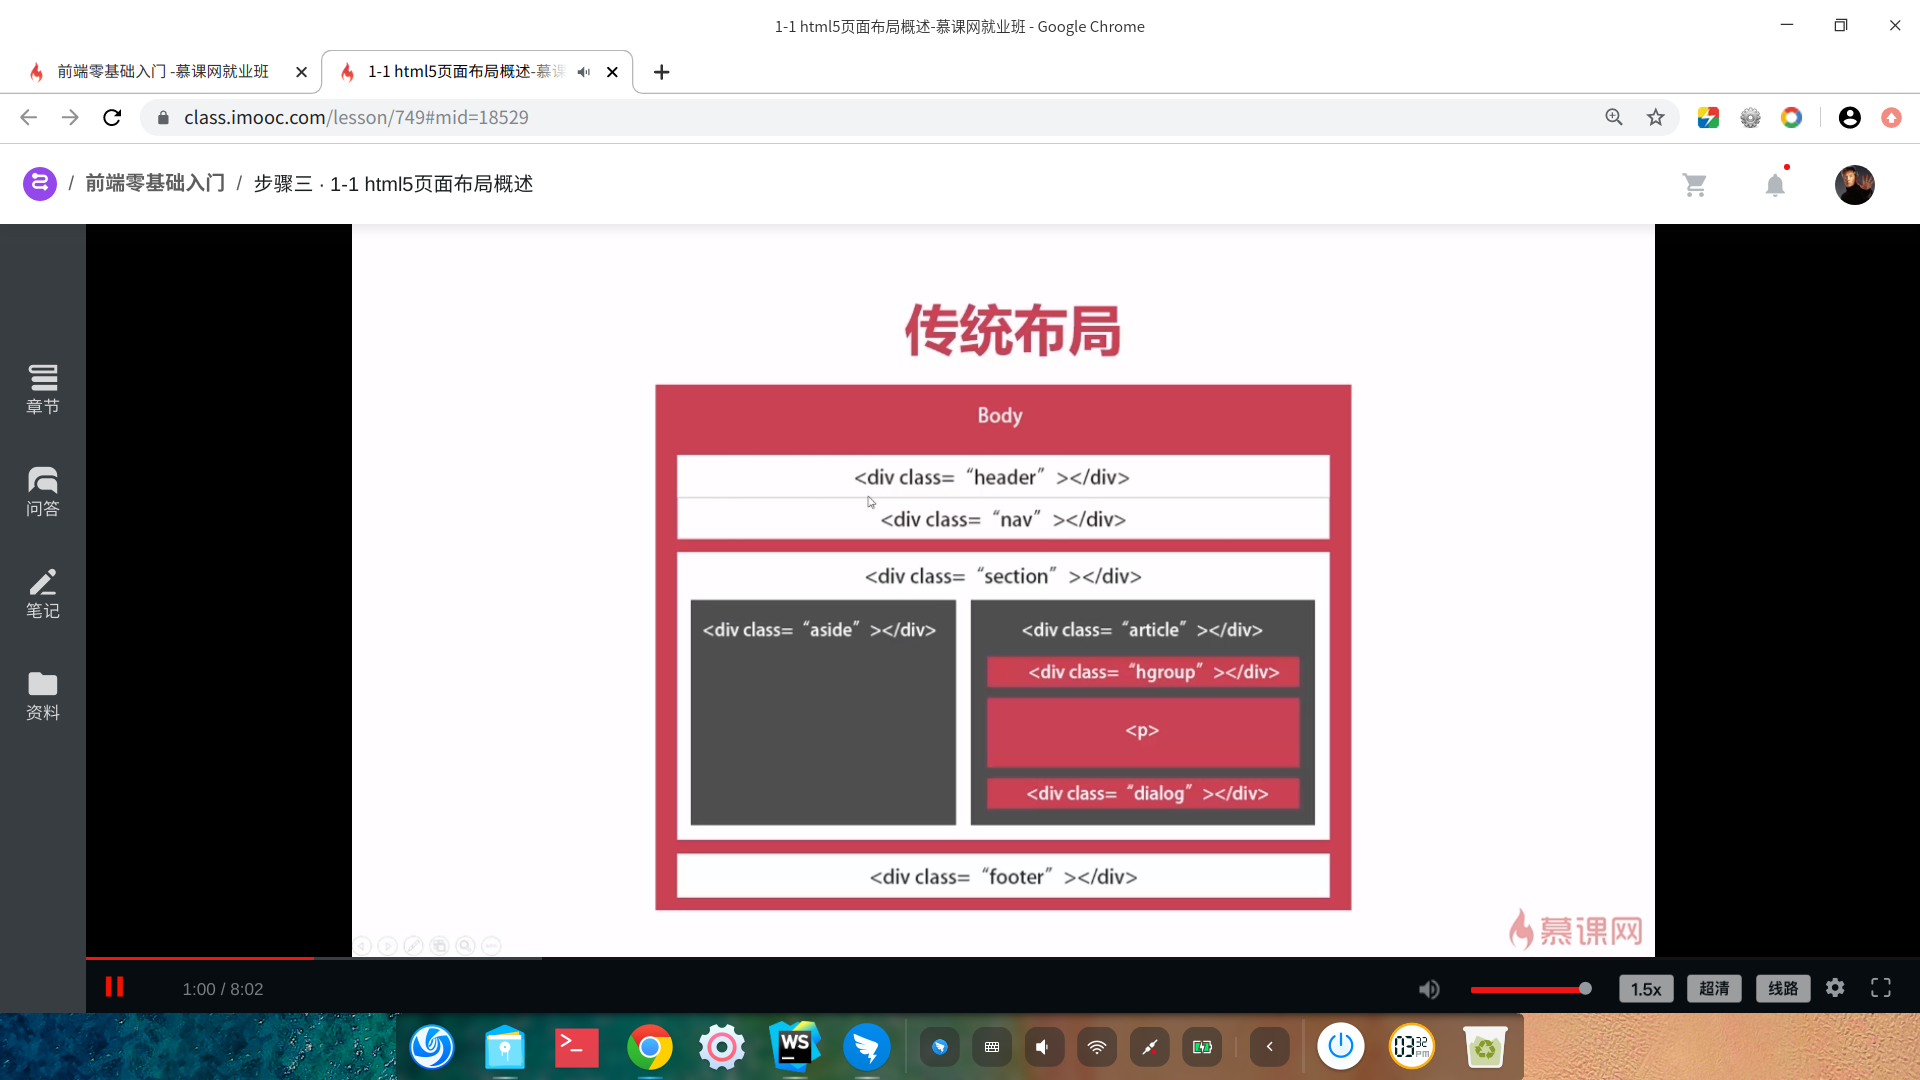 1-1 html5页面布局概述-慕课网就业班 - Google Chrome
前端零基础入门 -慕课网就业班
1-1 html5页面布局概述-慕课
class.imooc.com/lesson/749#mid=18529
/ 前端零基础入门 / 步骤三 · 1-1 html5页面布局概述
章节
问答
笔记
资料
传统布局
Body
<div class= “header” ></div>
<div class= “nav” ></div>
<div class= “section” ></div>
<div class= “aside” ></div>
<div class= “article” ></div>
<div class= “hgroup” ></div>
<p>
<div class= “dialog” ></div>
<div class= “footer” ></div>
慕课网
1:00 / 8:02
1.5x
超清
线路
WS
03 32 PM